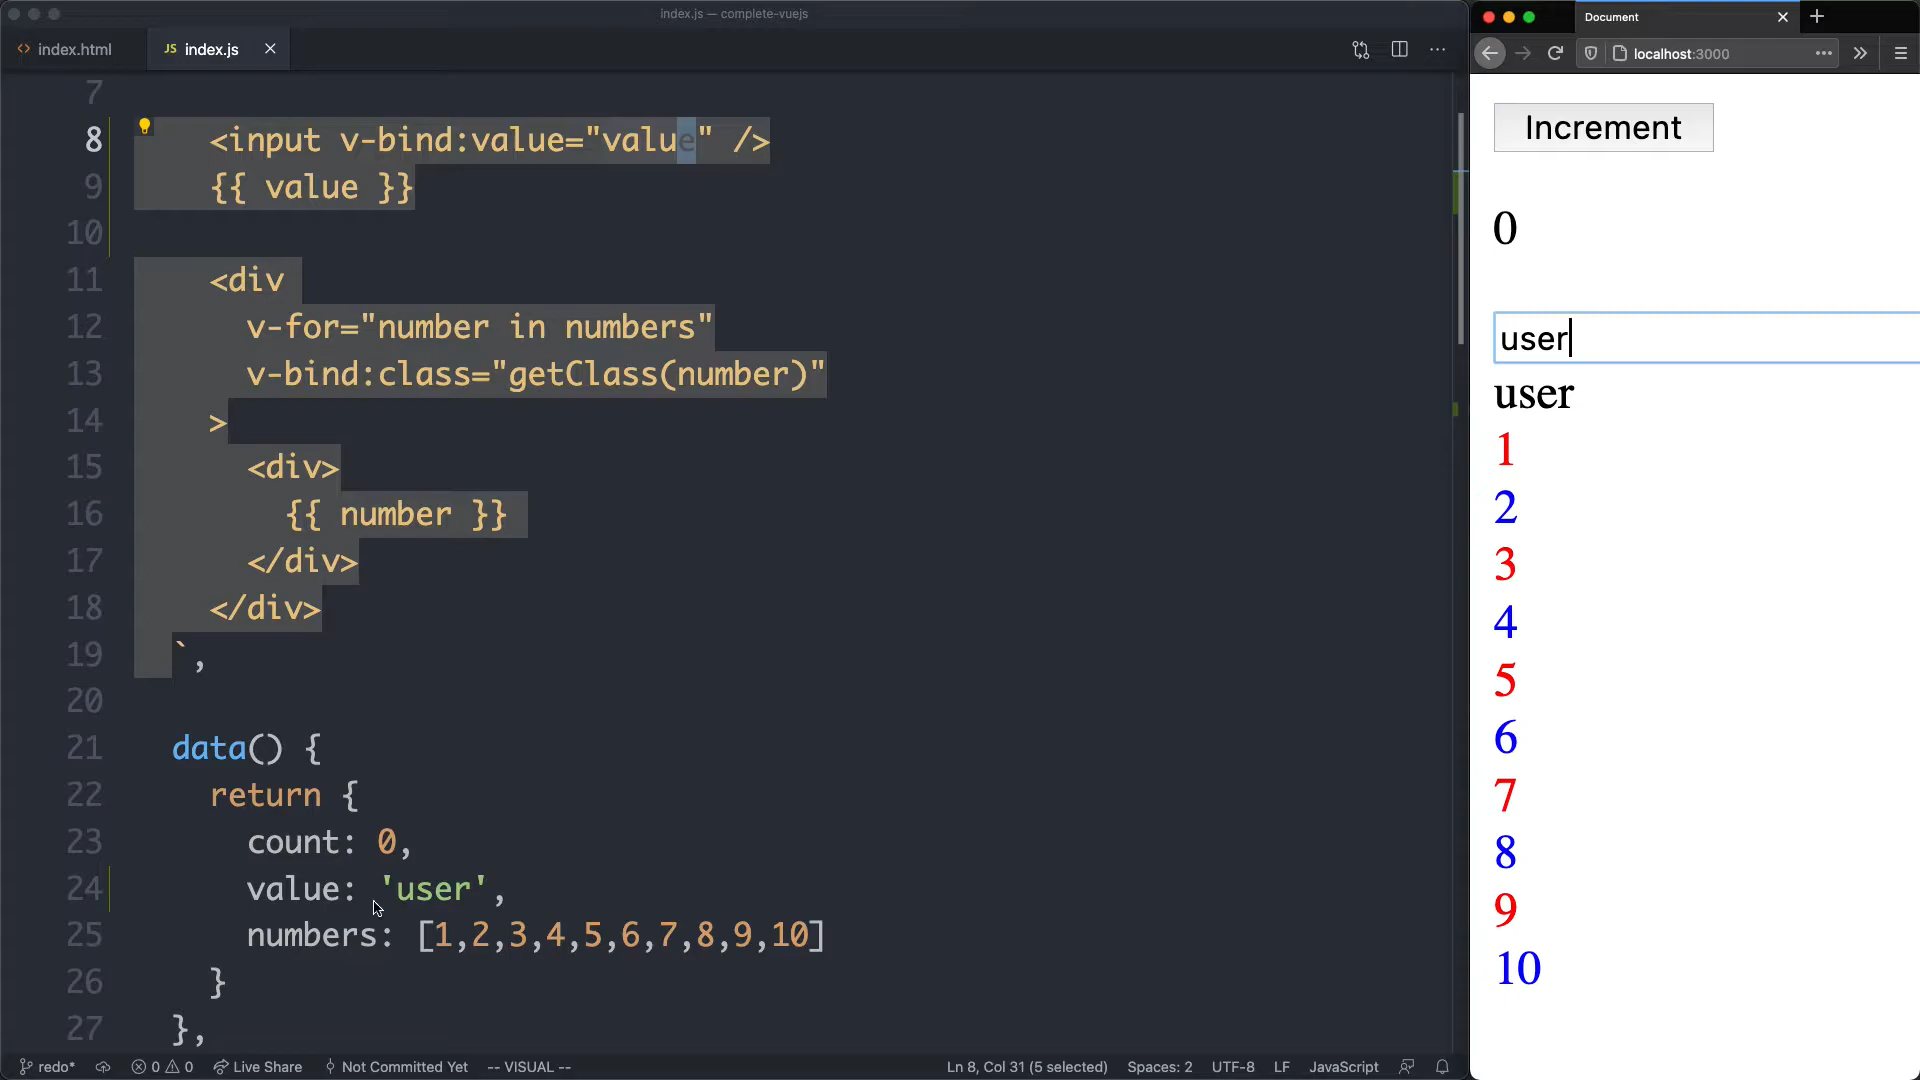 index.js — complete-vuejs
index.html
JS index.js
7
8 <input v-bind:value="value" />
9 {{ value }}
10
11 <div
12 v-for="number in numbers"
13 v-bind:class="getClass(number)"
14 >
15 <div>
16 {{ number }}
17 </div>
18 </div>
19 `,
20
21 data() {
22 return {
23 count: 0,
24 value: 'user',
25 numbers: [1,2,3,4,5,6,7,8,9,10]
26 }
27 },
redo* 0 0 Live Share Not Committed Yet -- VISUAL -- Ln 8, Col 31 (5 selected) Spaces: 2 UTF-8 LF JavaScript
Document
localhost:3000
Increment
0
user
user
1
2
3
4
5
6
7
8
9
10